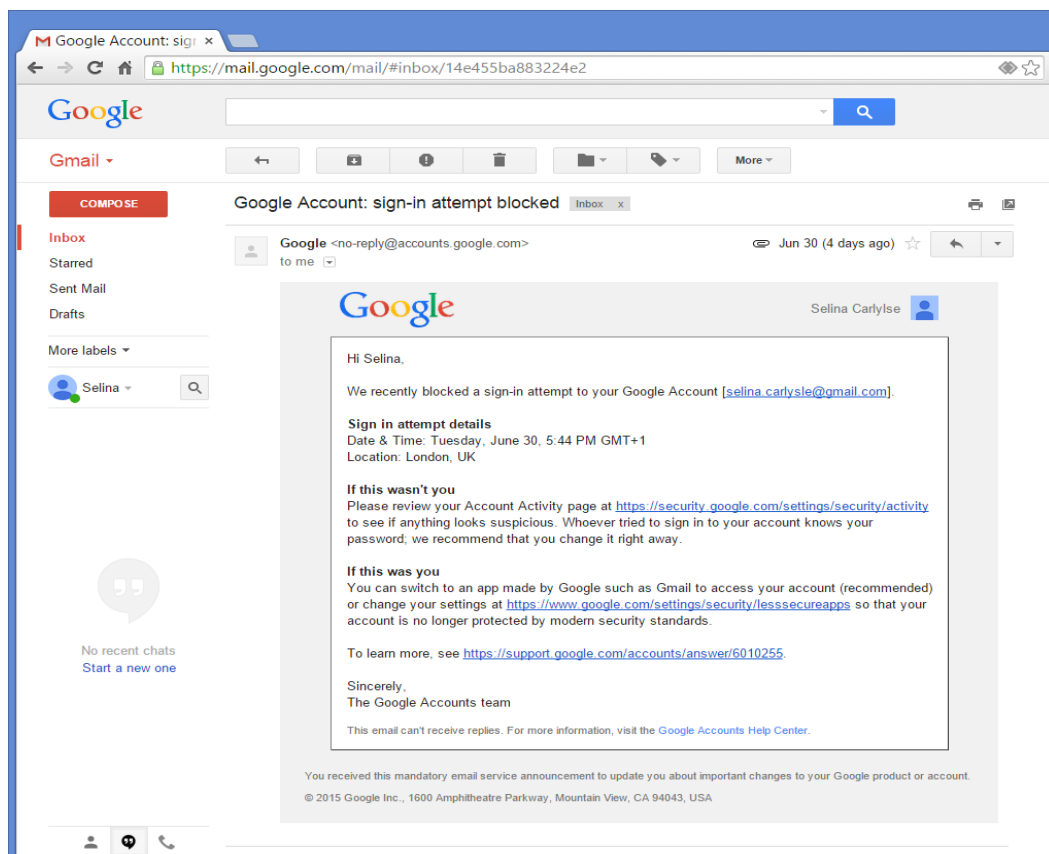 Google Account: sig
https://mail.google.com/mail/#inbox/14e455ba883224e2
Google
Gmail
More
COMPOSE
Google Account: sign-in attempt blocked Inbox x
Inbox
Starred
Sent Mail
Drafts
More labels
Selina
Google <no-reply@accounts.google.com> Jun 30 (4 days ago)
to me
Google Selina Carlylse
Hi Selina,
We recently blocked a sign-in attempt to your Google Account [selina.carlysle@gmail.com].
Sign in attempt details
Date & Time: Tuesday, June 30, 5:44 PM GMT+1
Location: London, UK
If this wasn't you
Please review your Account Activity page at https://security.google.com/settings/security/activity
to see if anything looks suspicious. Whoever tried to sign in to your account knows your
password; we recommend that you change it right away.
If this was you
You can switch to an app made by Google such as Gmail to access your account (recommended)
or change your settings at https://www.google.com/settings/security/lesssecureapps so that your
account is no longer protected by modern security standards.
To learn more, see https://support.google.com/accounts/answer/6010255.
Sincerely,
The Google Accounts team
This email can't receive replies. For more information, visit the Google Accounts Help Center.
You received this mandatory email service announcement to update you about important changes to your Google product or account.
© 2015 Google Inc., 1600 Amphitheatre Parkway, Mountain View, CA 94043, USA
No recent chats
Start a new one